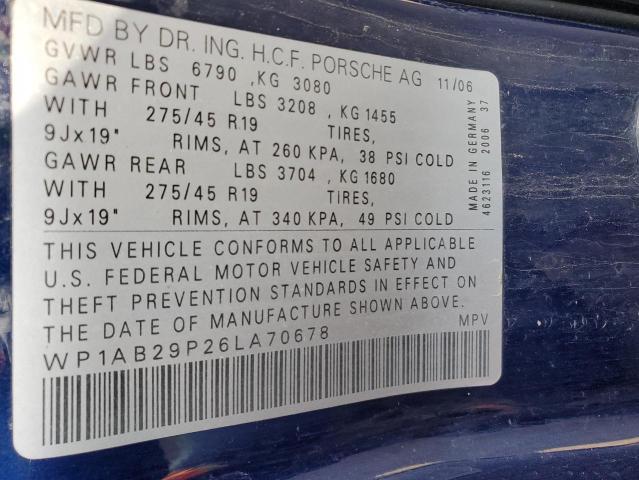 MFD BY DR. ING. H.C.F. PORSCHE AG 11/06
GVWR LBS 6790 , KG 3080
GAWR FRONT LBS 3208 , KG 1455
WITH 275/45 R19 TIRES,
9Jx19" RIMS, AT 260 KPA, 38 PSI COLD
GAWR REAR LBS 3704 , KG 1680
WITH 275/45 R19 TIRES,
9Jx19" RIMS, AT 340 KPA, 49 PSI COLD
MADE IN GERMANY 37
4623116 2006
THIS VEHICLE CONFORMS TO ALL APPLICABLE
U.S. FEDERAL MOTOR VEHICLE SAFETY AND
THEFT PREVENTION STANDARDS IN EFFECT ON
THE DATE OF MANUFACTURE SHOWN ABOVE.
WP1AB29P26LA70678 MPV